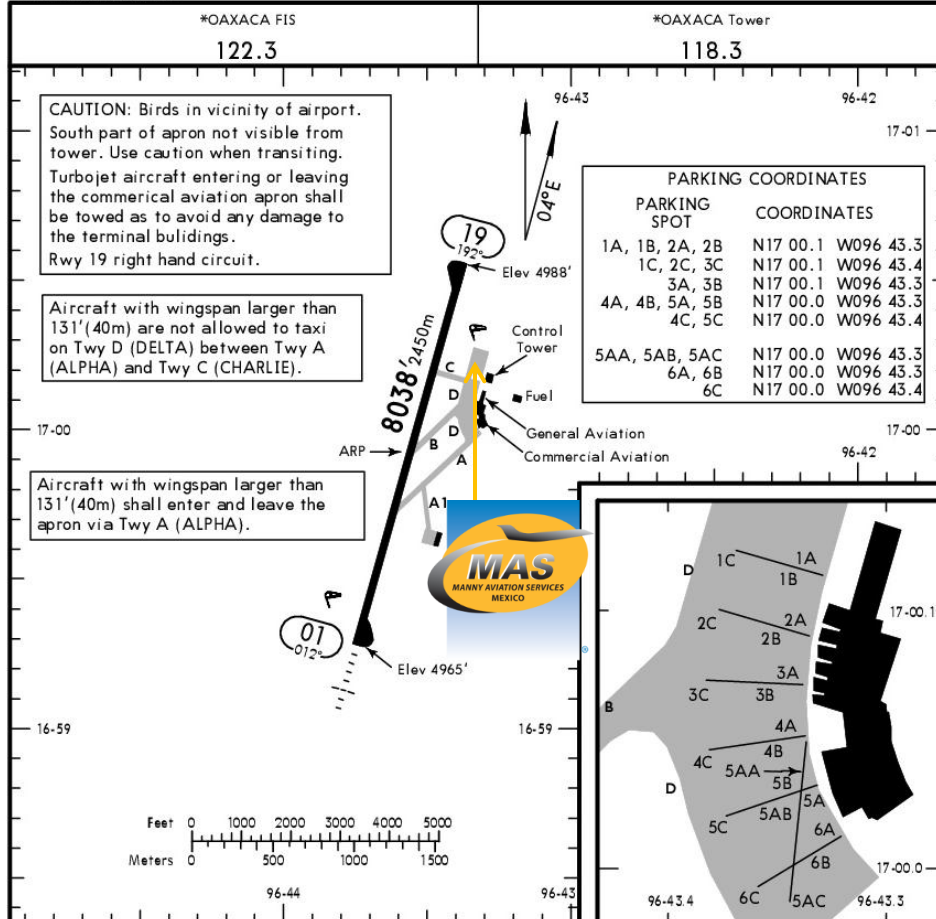 *OAXACA FIS
122.3
*OAXACA Tower
118.3
96-43
96-42
17-01
CAUTION: Birds in vicinity of airport.
South part of apron not visible from
tower. Use caution when transiting.
Turbojet aircraft entering or leaving
the commerical aviation apron shall
be towed as to avoid any damage to
the terminal bulidings.
Rwy 19 right hand circuit.
04°E
PARKING COORDINATES
PARKING
SPOT
COORDINATES
1A, 1B, 2A, 2B N17 00.1 W096 43.3
1C, 2C, 3C N17 00.1 W096 43.4
3A, 3B N17 00.1 W096 43.3
4A, 4B, 5A, 5B N17 00.0 W096 43.3
4C, 5C N17 00.0 W096 43.4
5AA, 5AB, 5AC N17 00.0 W096 43.3
6A, 6B N17 00.0 W096 43.3
6C N17 00.0 W096 43.4
19
192°
Elev 4988'
Aircraft with wingspan larger than
131'(40m) are not allowed to taxi
on Twy D (DELTA) between Twy A
(ALPHA) and Twy C (CHARLIE).
8038' 2450m
Control
Tower
C
D
Fuel
D
General Aviation
B
ARP
A
Commercial Aviation
17-00
17-00
96-42
Aircraft with wingspan larger than
131'(40m) shall enter and leave the
apron via Twy A (ALPHA).
A1
MAS
MANNY AVIATION SERVICES
MEXICO
01
012°
Elev 4965'
16-59
16-59
Feet 0 1000 2000 3000 4000 5000
Meters 0 500 1000 1500
96-44
96-43
D
1C
1A
1B
17-00.1
2C
2A
2B
3A
3C
3B
B
4A
4C
4B
5AA
5B
D
5A
5C
5AB
6A
6B
17-00.0
6C
5AC
96-43.4
96-43.3